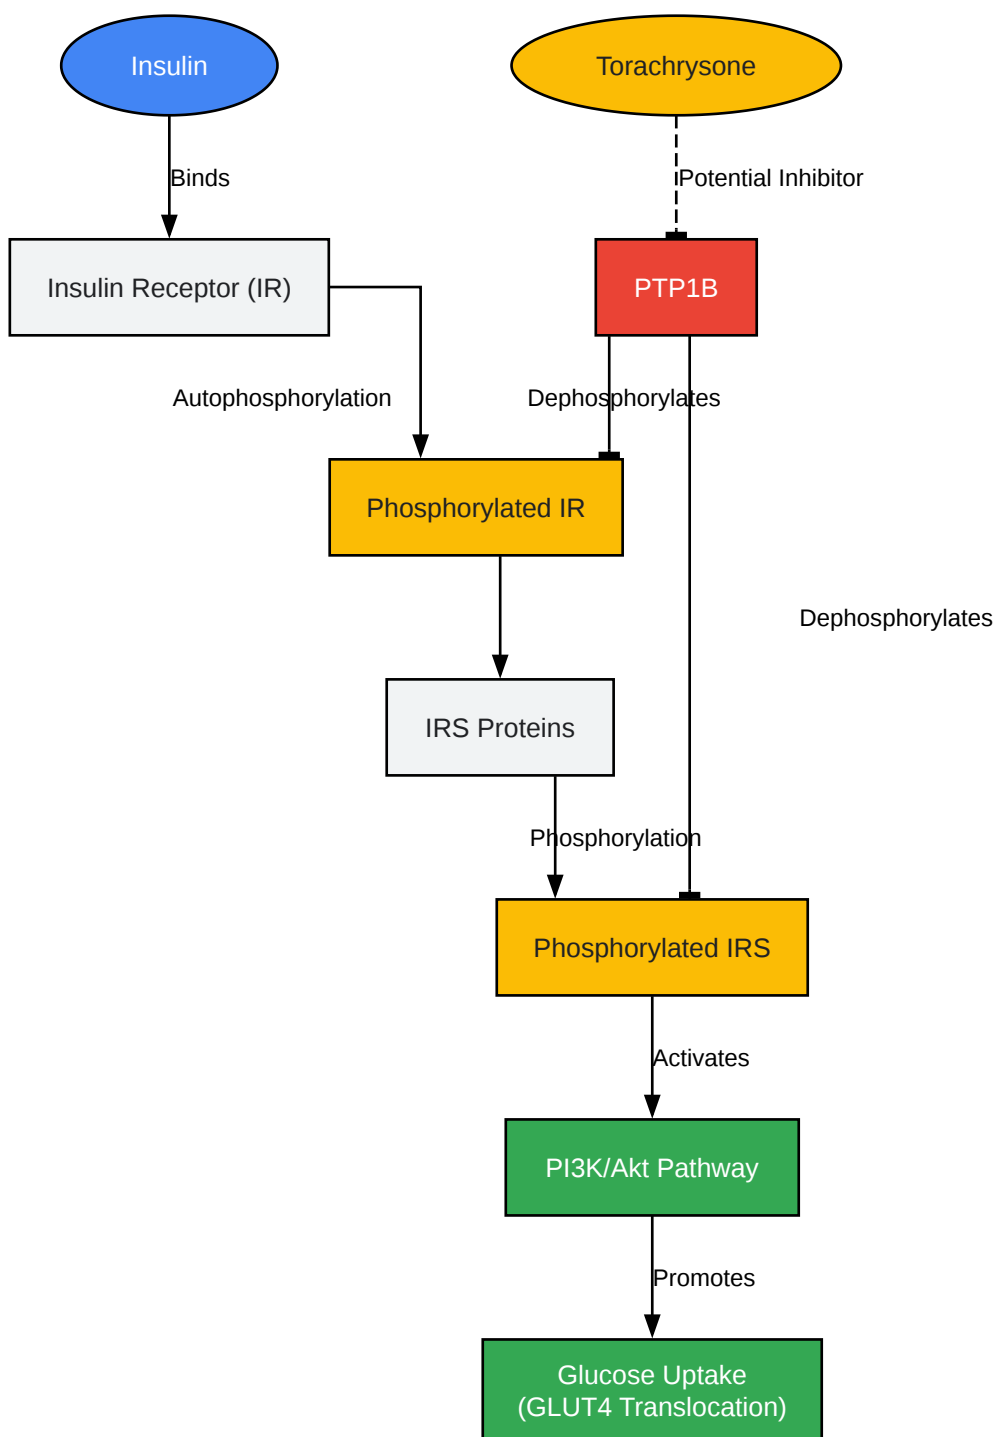 Insulin
Torachrysone
Binds
Potential Inhibitor
Insulin Receptor (IR)
PTP1B
Autophosphorylation
Dephosphorylates
Phosphorylated IR
Dephosphorylates
IRS Proteins
Phosphorylation
Phosphorylated IRS
Activates
PI3K/Akt Pathway
Promotes
Glucose Uptake
(GLUT4 Translocation)